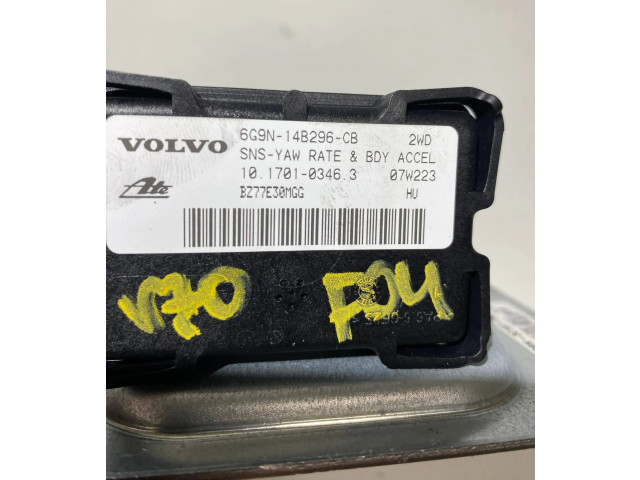 VOLVO 6G9N-14B296-CB 2WD
SNS-YAW RATE & BDY ACCEL
Ate 10.1701-0346.3 07W223
BZ77E30MGG HU
V70 F04